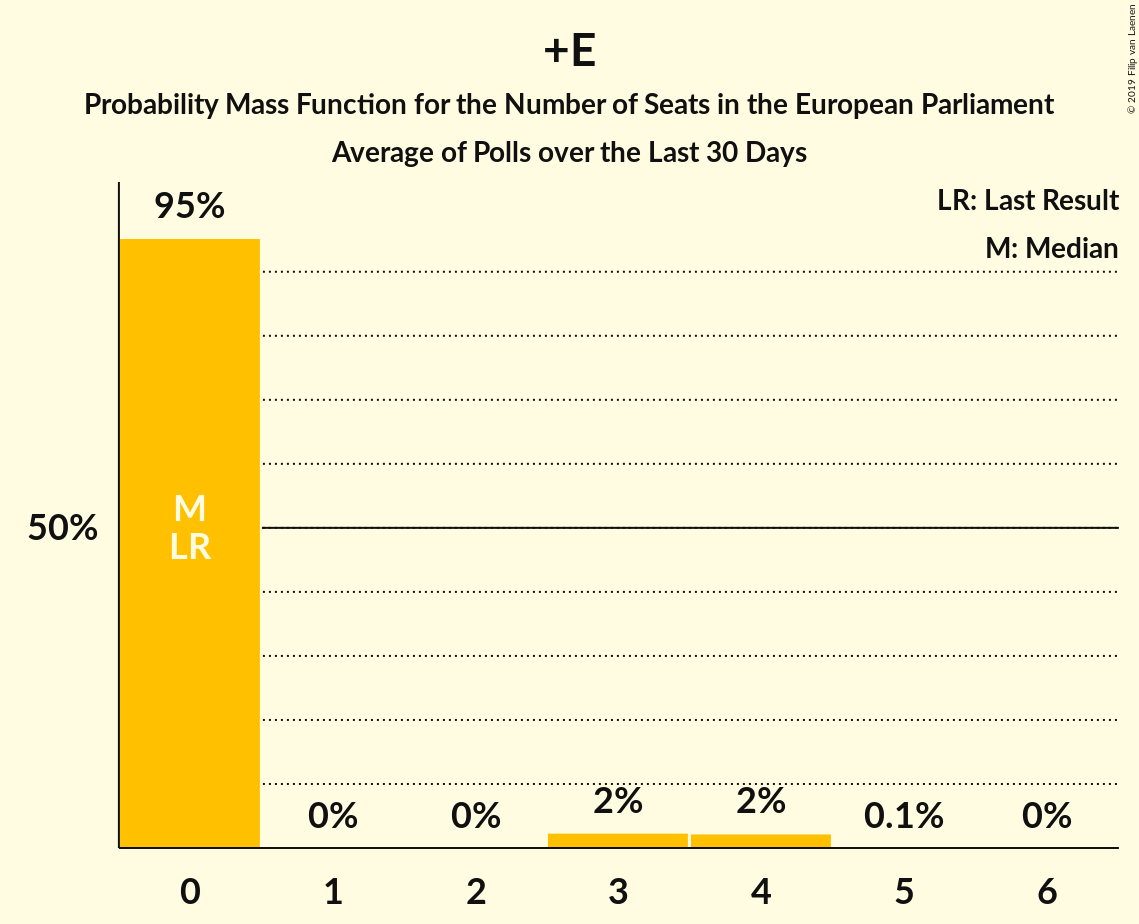 +E
Probability Mass Function for the Number of Seats in the European Parliament
Average of Polls over the Last 30 Days
© 2019 Filip van Laenen
LR: Last Result
M: Median
95%
M
LR
50%
0%
0%
2%
2%
0.1%
0%
0
1
2
3
4
5
6